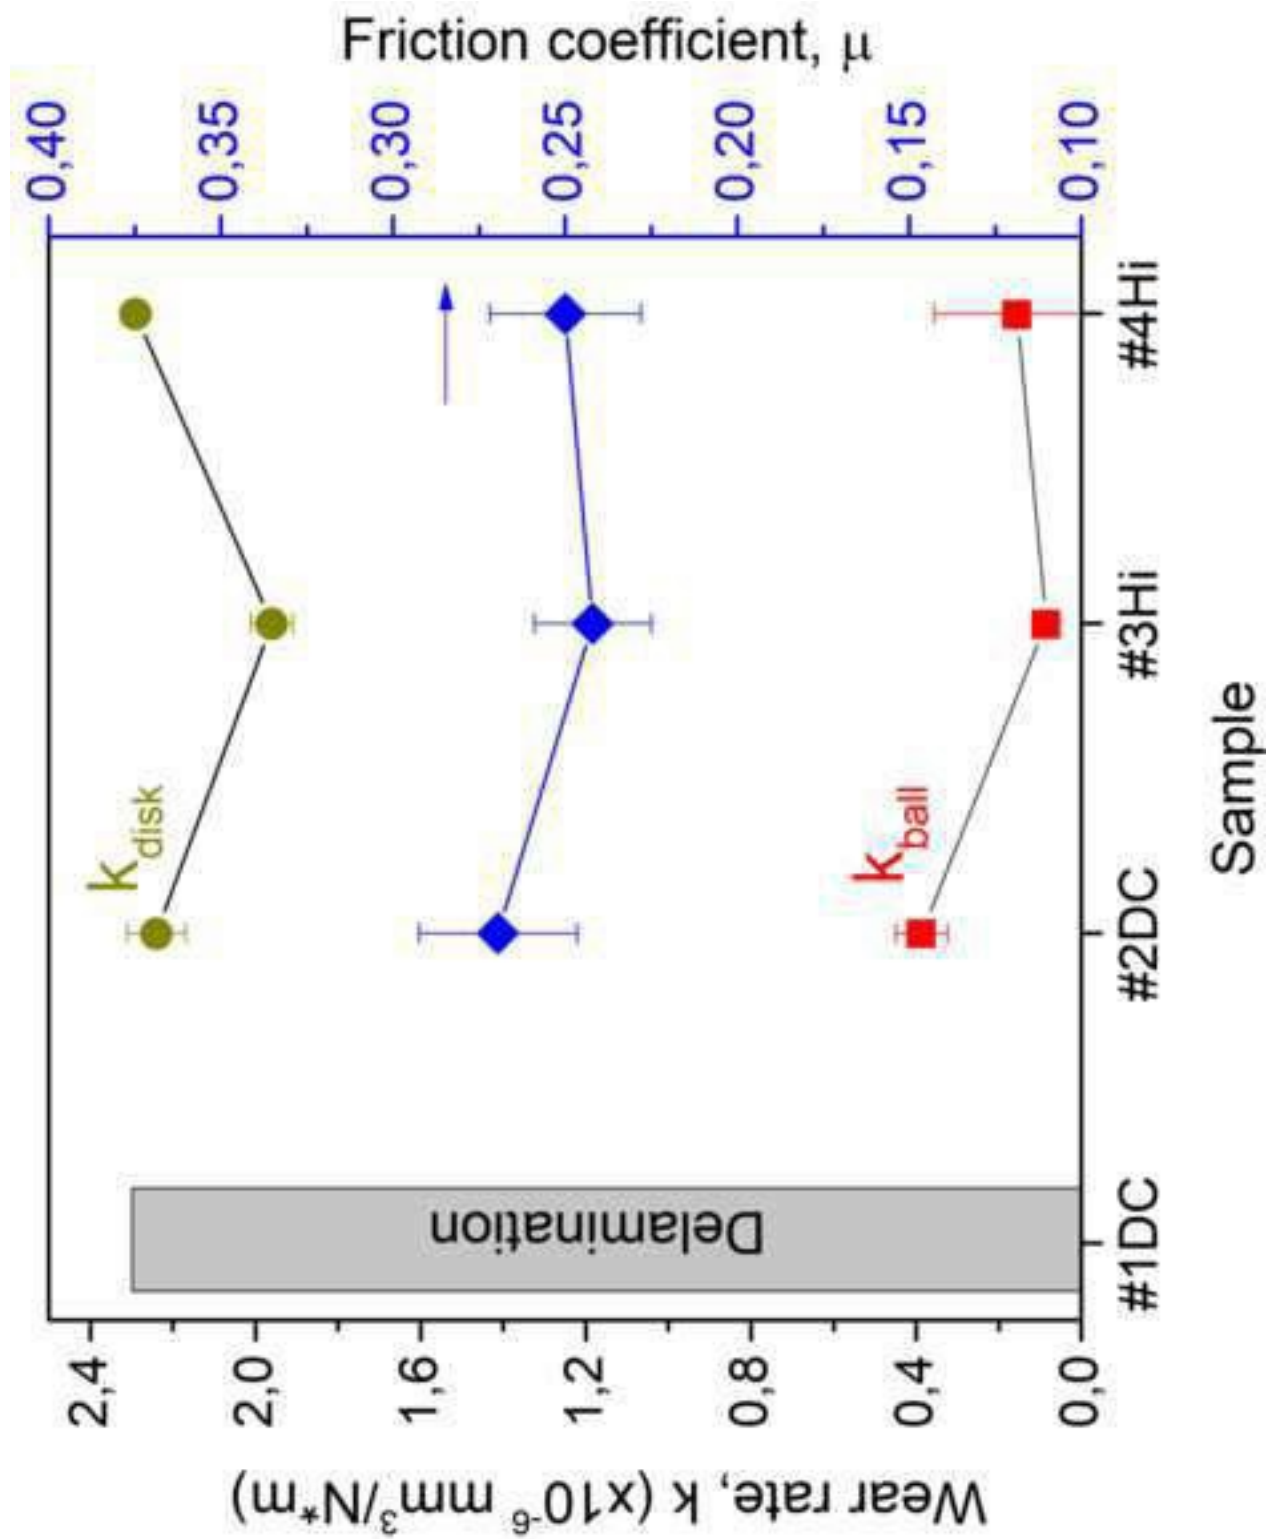 Wear rate, k (x10⁻⁶ mm³/N*m)
2,4
2,0
1,6
1,2
0,8
0,4
0,0
k_disk
k_ball
Delamination
#1DC
#2DC
#3Hi
#4Hi
Sample
0,40
0,35
0,30
0,25
0,20
0,15
0,10
Friction coefficient, μ